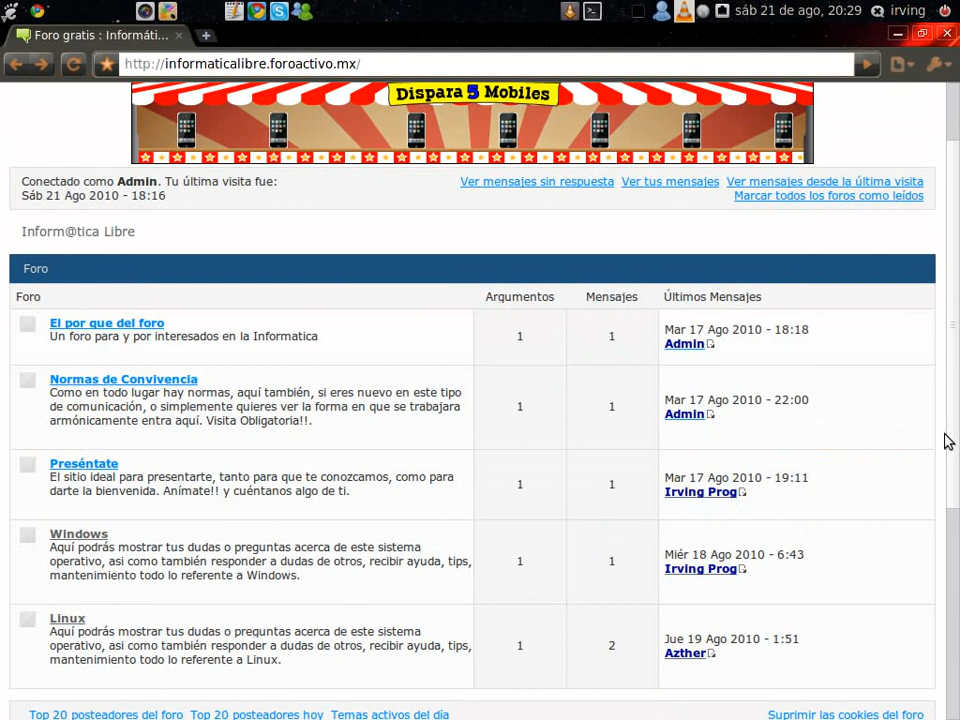 sáb 21 de ago, 20:29 irving
Foro gratis : Informáti...
http://informaticalibre.foroactivo.mx/
Dispara 5 Mobiles
Conectado como Admin. Tu última visita fue:
Sáb 21 Ago 2010 - 18:16
Ver mensajes sin respuesta Ver tus mensajes Ver mensajes desde la última visita
Marcar todos los foros como leídos
Inform@tica Libre
Foro
Foro Argumentos Mensajes Últimos Mensajes
El por que del foro
Un foro para y por interesados en la Informatica
1 1
Mar 17 Ago 2010 - 18:18
Admin
Normas de Convivencia
Como en todo lugar hay normas, aquí también, si eres nuevo en este tipo
de comunicación, o simplemente quieres ver la forma en que se trabajara
armónicamente entra aquí. Visita Obligatoria!!.
1 1
Mar 17 Ago 2010 - 22:00
Admin
Preséntate
El sitio ideal para presentarte, tanto para que te conozcamos, como para
darte la bienvenida. Anímate!! y cuéntanos algo de ti.
1 1
Mar 17 Ago 2010 - 19:11
Irving Prog
Windows
Aquí podrás mostrar tus dudas o preguntas acerca de este sistema
operativo, asi como también responder a dudas de otros, recibir ayuda, tips,
mantenimiento todo lo referente a Windows.
1 1
Miér 18 Ago 2010 - 6:43
Irving Prog
Linux
Aquí podrás mostrar tus dudas o preguntas acerca de este sistema
operativo, asi como también responder a dudas de otros, recibir ayuda, tips,
mantenimiento todo lo referente a Linux.
1 2
Jue 19 Ago 2010 - 1:51
Azther
Top 20 posteadores del foro Top 20 posteadores hoy Temas activos del día
Suprimir las cookies del foro